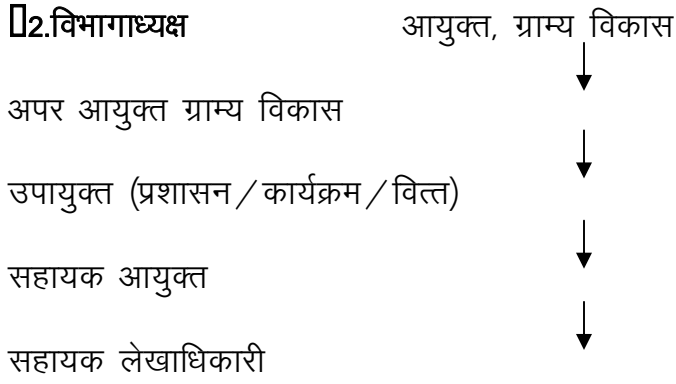 2.विभागाध्यक्ष आयुक्त, ग्राम्य विकास
अपर आयुक्त ग्राम्य विकास
उपायुक्त (प्रशासन/कार्यक्रम/वित्त)
सहायक आयुक्त
सहायक लेखाधिकारी